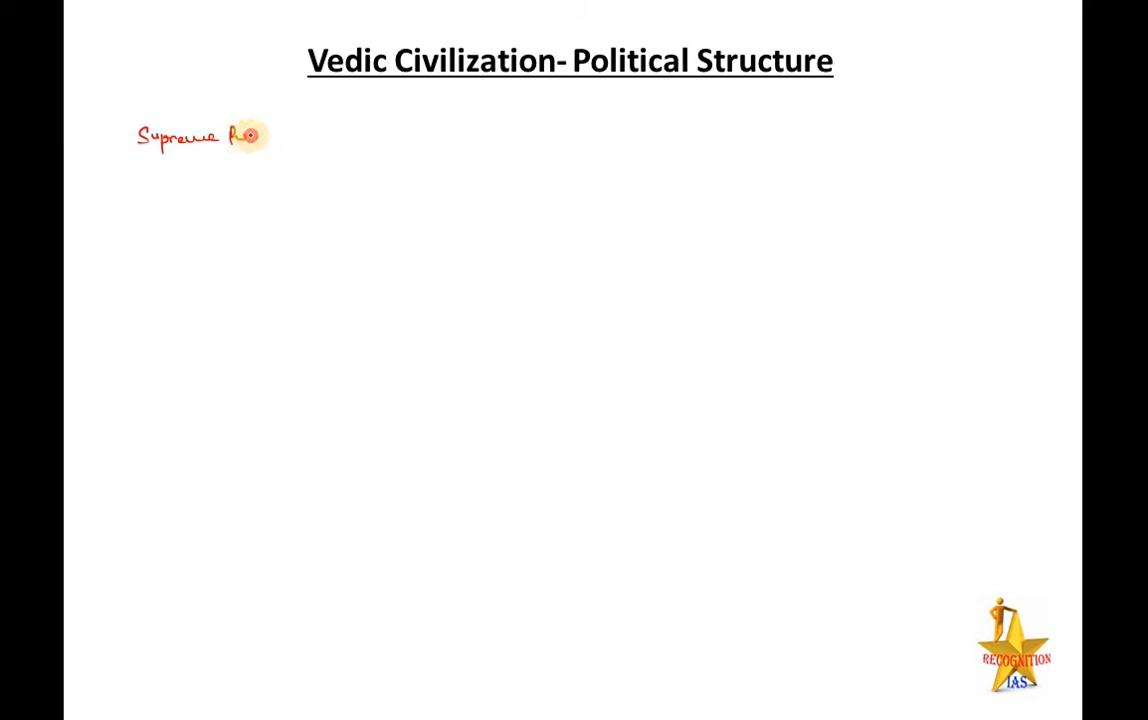 Vedic Civilization- Political Structure
Supreme
RECOGNITION
IAS